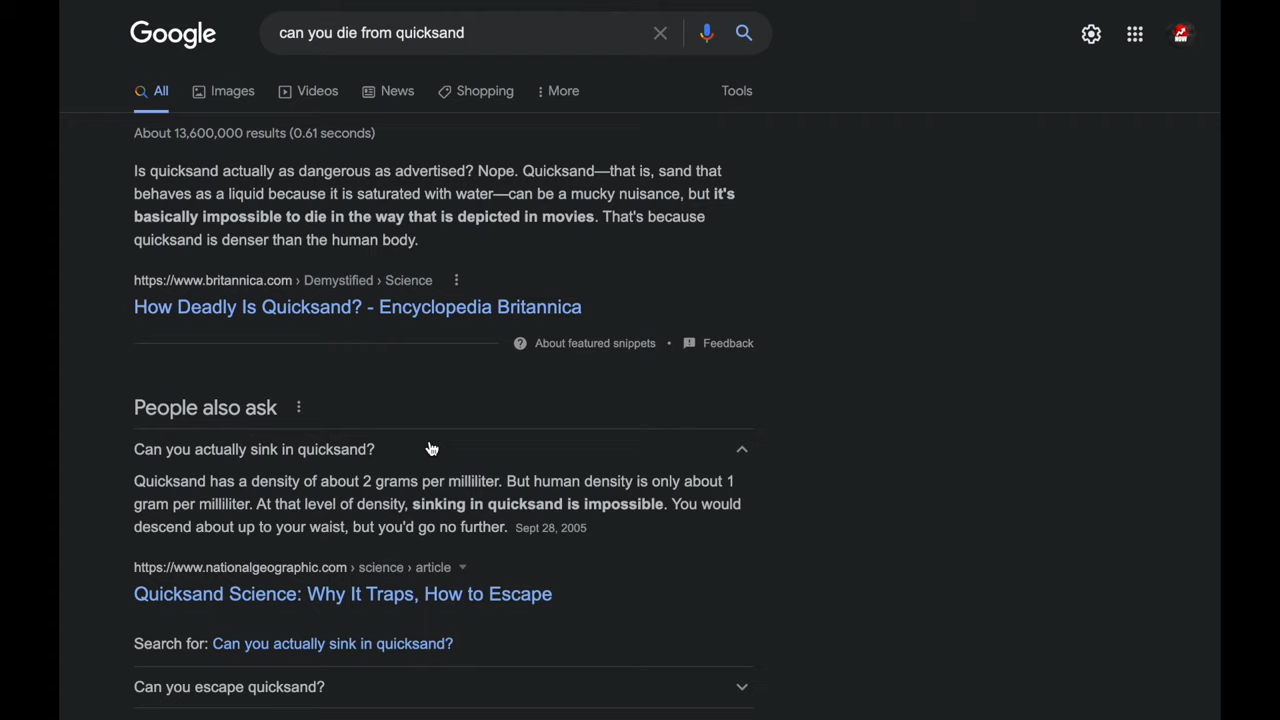 Google
can you die from quicksand
All Images Videos News Shopping More Tools
About 13,600,000 results (0.61 seconds)
Is quicksand actually as dangerous as advertised? Nope. Quicksand—that is, sand that
behaves as a liquid because it is saturated with water—can be a mucky nuisance, but it's
basically impossible to die in the way that is depicted in movies. That's because
quicksand is denser than the human body.
https://www.britannica.com › Demystified › Science
How Deadly Is Quicksand? - Encyclopedia Britannica
About featured snippets • Feedback
People also ask
Can you actually sink in quicksand?
Quicksand has a density of about 2 grams per milliliter. But human density is only about 1
gram per milliliter. At that level of density, sinking in quicksand is impossible. You would
descend about up to your waist, but you'd go no further. Sept 28, 2005
https://www.nationalgeographic.com › science › article
Quicksand Science: Why It Traps, How to Escape
Search for: Can you actually sink in quicksand?
Can you escape quicksand?